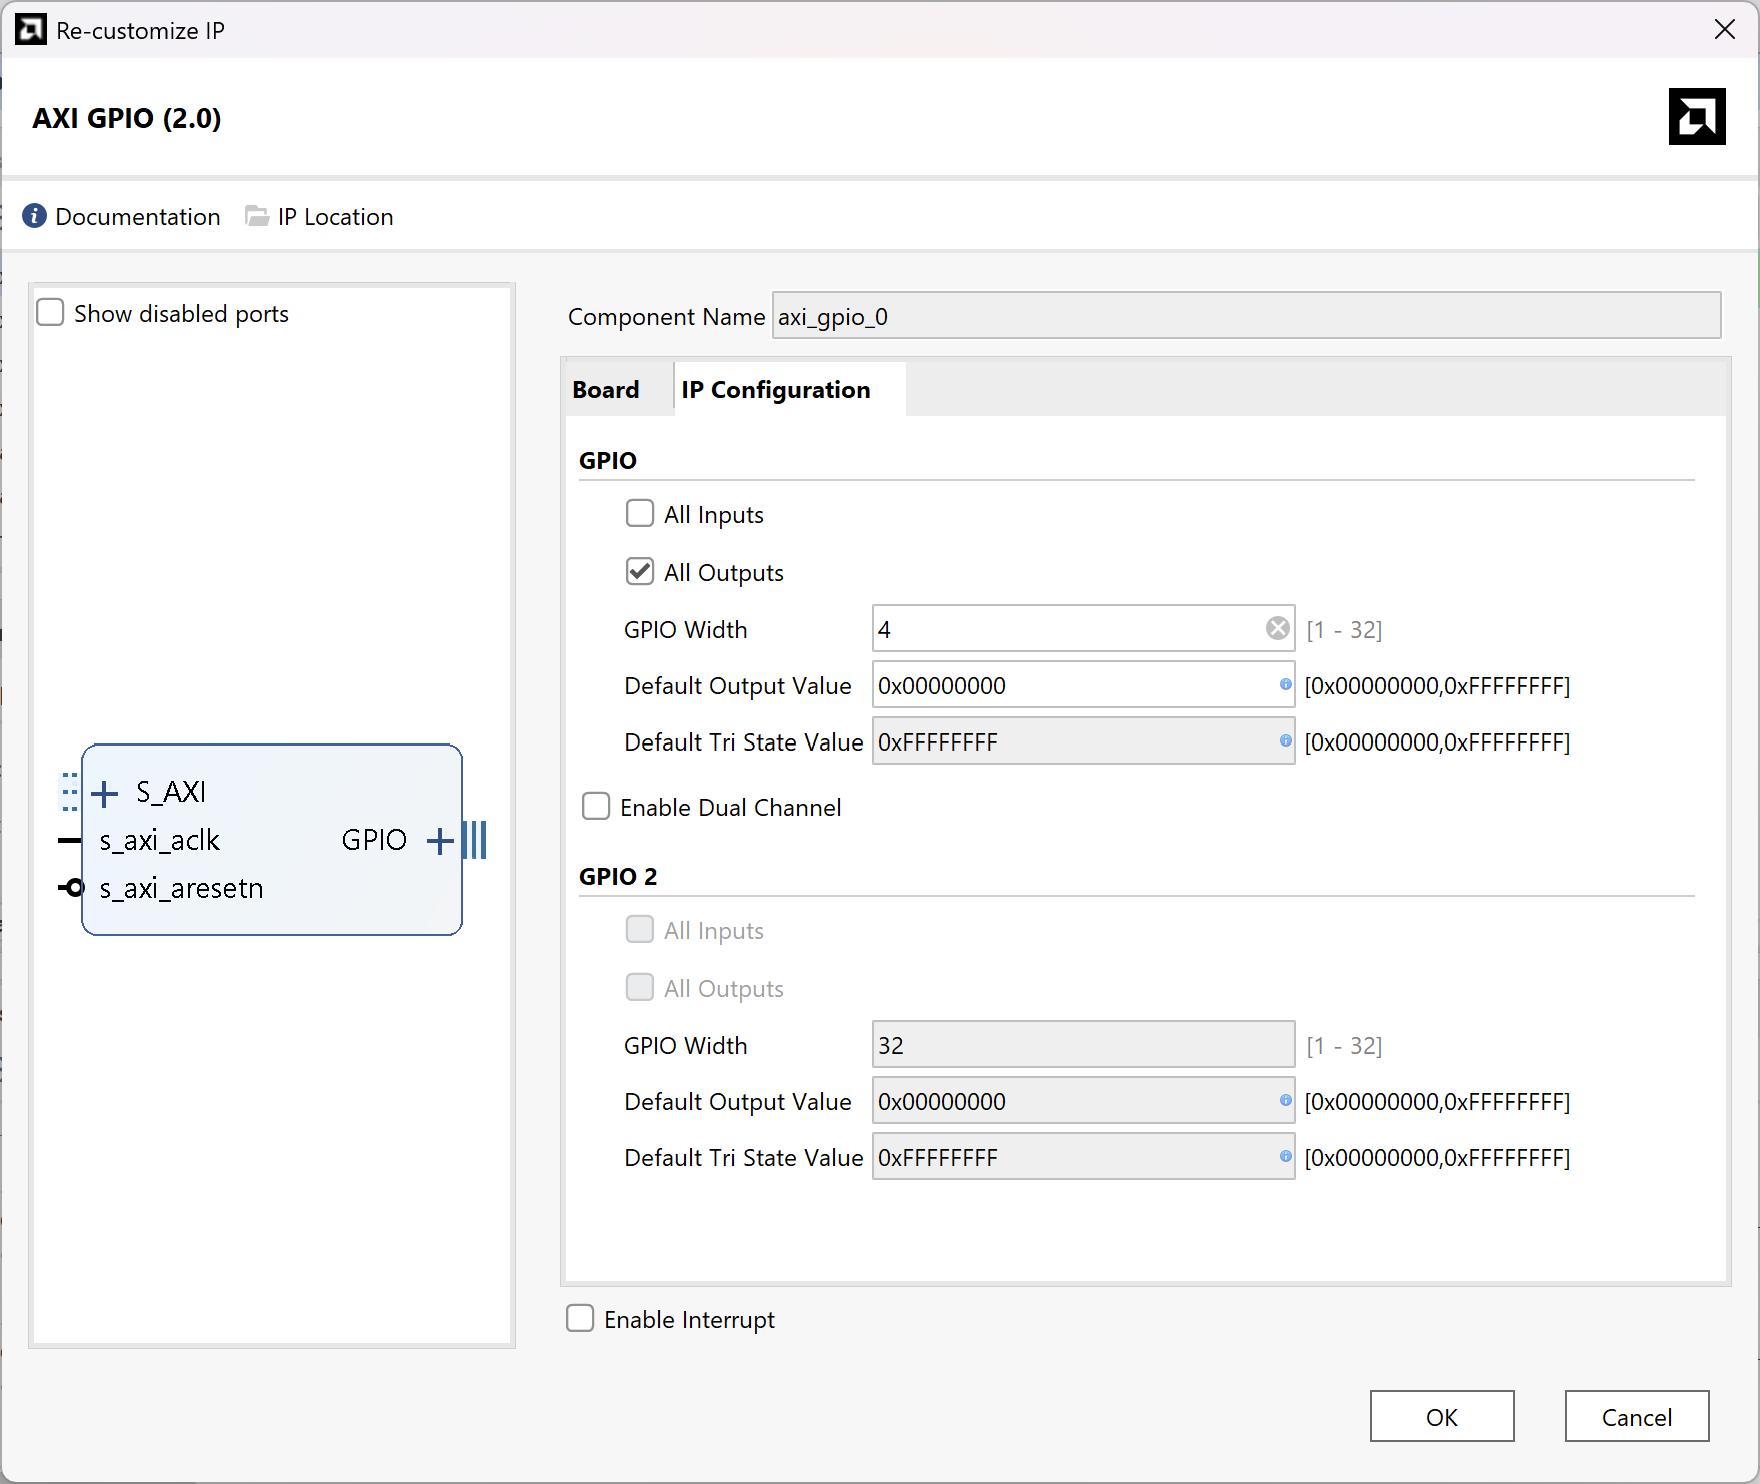 Re-customize IP
AXI GPIO (2.0)
Documentation IP Location
Show disabled ports
S_AXI
s_axi_aclk
s_axi_aresetn
GPIO
Component Name axi_gpio_0
Board IP Configuration
GPIO
All Inputs
All Outputs
GPIO Width 4 [1 - 32]
Default Output Value 0x00000000 [0x00000000,0xFFFFFFFF]
Default Tri State Value 0xFFFFFFFF [0x00000000,0xFFFFFFFF]
Enable Dual Channel
GPIO 2
All Inputs
All Outputs
GPIO Width 32 [1 - 32]
Default Output Value 0x00000000 [0x00000000,0xFFFFFFFF]
Default Tri State Value 0xFFFFFFFF [0x00000000,0xFFFFFFFF]
Enable Interrupt
OK Cancel